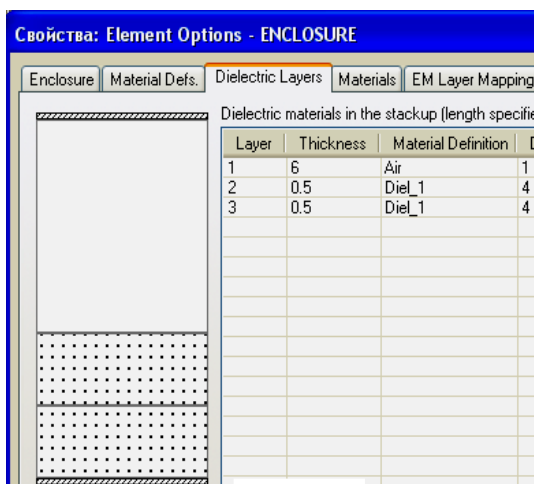 Свойства: Element Options - ENCLOSURE
Enclosure Material Defs. Dielectric Layers Materials EM Layer Mapping
Dielectric materials in the stackup (length specifie
Layer Thickness Material Definition
1 6 Air 1
2 0.5 Diel_1 4
3 0.5 Diel_1 4